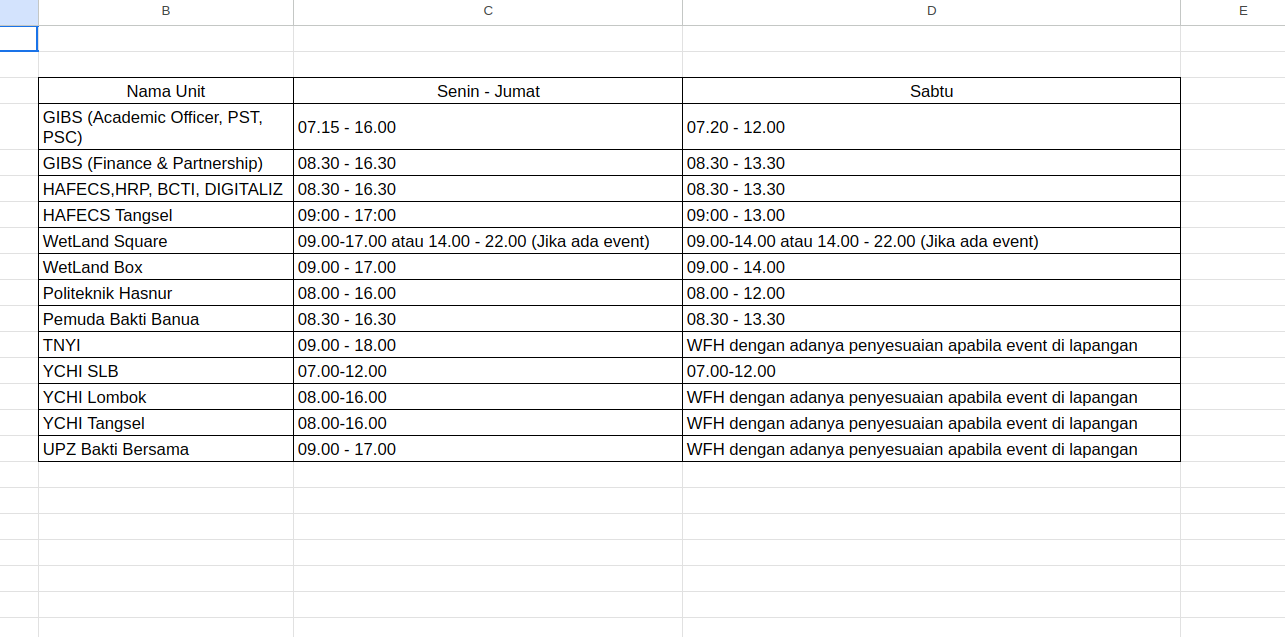 B C D E
Nama Unit Senin - Jumat Sabtu
GIBS (Academic Officer, PST,
PSC) 07.15 - 16.00 07.20 - 12.00
GIBS (Finance & Partnership) 08.30 - 16.30 08.30 - 13.30
HAFECS,HRP, BCTI, DIGITALIZ 08.30 - 16.30 08.30 - 13.30
HAFECS Tangsel 09:00 - 17:00 09:00 - 13.00
WetLand Square 09.00-17.00 atau 14.00 - 22.00 (Jika ada event) 09.00-14.00 atau 14.00 - 22.00 (Jika ada event)
WetLand Box 09.00 - 17.00 09.00 - 14.00
Politeknik Hasnur 08.00 - 16.00 08.00 - 12.00
Pemuda Bakti Banua 08.30 - 16.30 08.30 - 13.30
TNYI 09.00 - 18.00 WFH dengan adanya penyesuaian apabila event di lapangan
YCHI SLB 07.00-12.00 07.00-12.00
YCHI Lombok 08.00-16.00 WFH dengan adanya penyesuaian apabila event di lapangan
YCHI Tangsel 08.00-16.00 WFH dengan adanya penyesuaian apabila event di lapangan
UPZ Bakti Bersama 09.00 - 17.00 WFH dengan adanya penyesuaian apabila event di lapangan